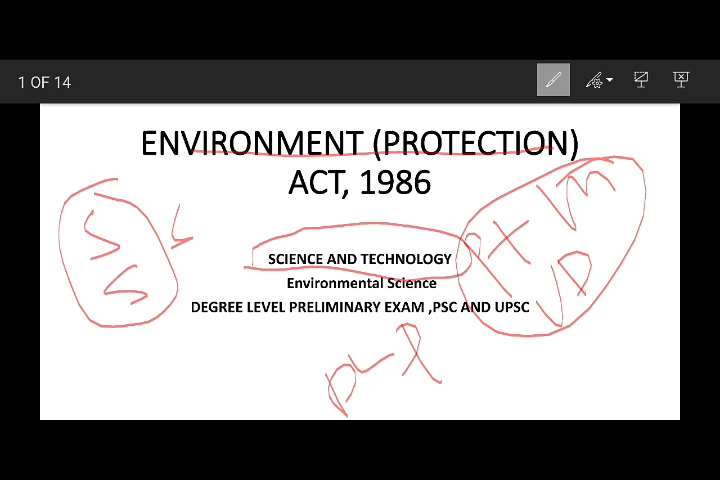 1 OF 14
ENVIRONMENT (PROTECTION)
ACT, 1986
SCIENCE AND TECHNOLOGY
Environmental Science
DEGREE LEVEL PRELIMINARY EXAM ,PSC AND UPSC
P+M